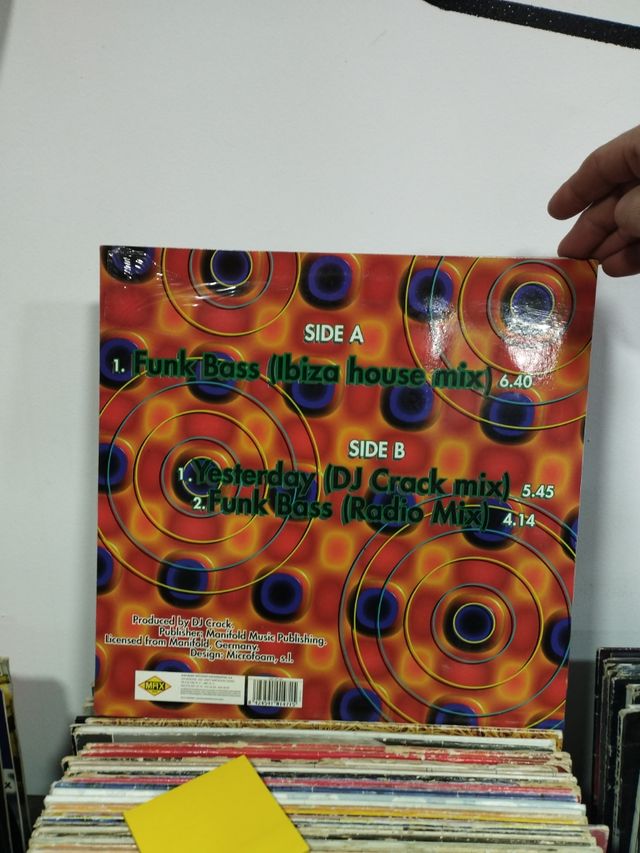 SIDE A
1. Funk Bass (Ibiza house mix) 6.40
SIDE B
1. Yesterday (DJ Crack mix) 5.45
2. Funk Bass (Radio Mix) 4.14
Produced by DJ Crack.
Publisher: Manifold Music Publishing.
Licensed from Manifold, Germany.
Design: Microfoam, s.l.
MAX